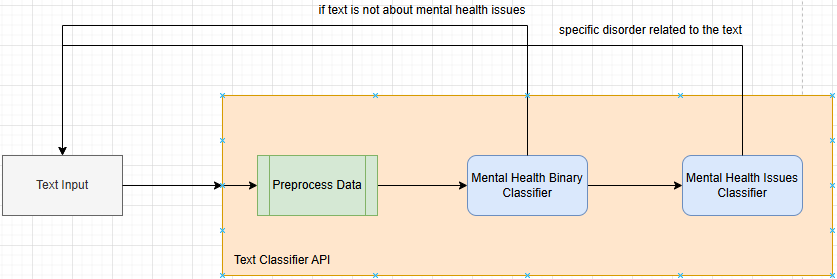 if text is not about mental health issues
specific disorder related to the text
Text Input
Preprocess Data
Mental Health Binary
Classifier
Mental Health Issues
Classifier
Text Classifier API